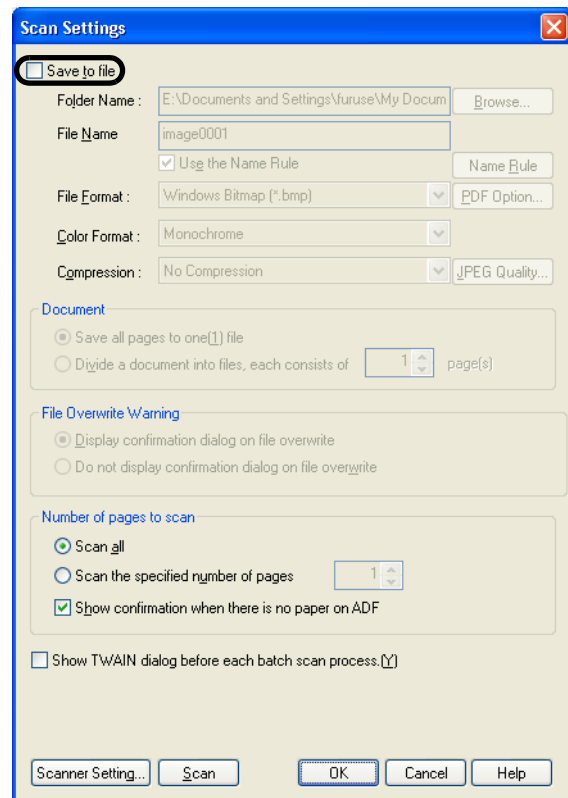 Scan Settings
Save to file
Folder Name : E:\Documents and Settings\furuse\My Docum Browse...
File Name image0001
Use the Name Rule Name Rule
File Format : Windows Bitmap (*.bmp) PDF Option...
Color Format : Monochrome
Compression : No Compression JPEG Quality...
Document
Save all pages to one(1) file
Divide a document into files, each consists of 1 page(s)
File Overwrite Warning
Display confirmation dialog on file overwrite
Do not display confirmation dialog on file overwrite
Number of pages to scan
Scan all
Scan the specified number of pages 1
Show confirmation when there is no paper on ADF
Show TWAIN dialog before each batch scan process.(Y)
Scanner Setting... Scan OK Cancel Help